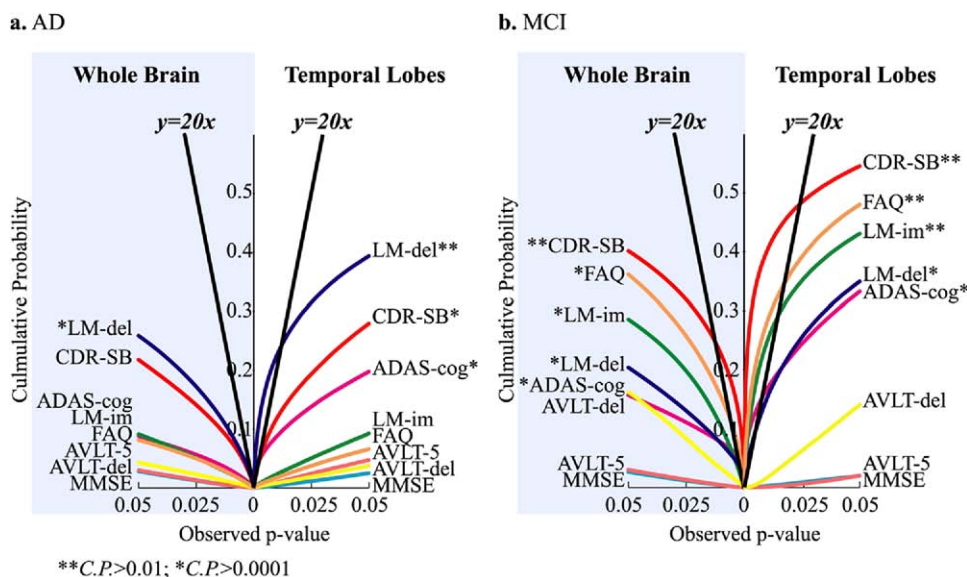 a. AD
Whole Brain
Temporal Lobes
y=20x
y=20x
Cumulative Probability
0.5
0.4
0.3
0.2
0.1
*LM-del
CDR-SB
ADAS-cog
LM-im
FAQ
AVLT-5
AVLT-del
MMSE
LM-del**
CDR-SB*
ADAS-cog*
LM-im
FAQ
AVLT-5
AVLT-del
MMSE
0.05 0.025 0 0.025 0.05
Observed p-value
**C.P.>0.01; *C.P.>0.0001
b. MCI
Whole Brain
Temporal Lobes
y=20x
y=20x
Culmulative Probability
0.5
0.4
0.3
0.2
0.1
**CDR-SB
*FAQ
*LM-im
*LM-del
*ADAS-cog
AVLT-del
AVLT-5
MMSE
CDR-SB**
FAQ**
LM-im**
LM-del*
ADAS-cog*
AVLT-del
AVLT-5
MMSE
0.05 0.025 0 0.025 0.05
Observed p-value